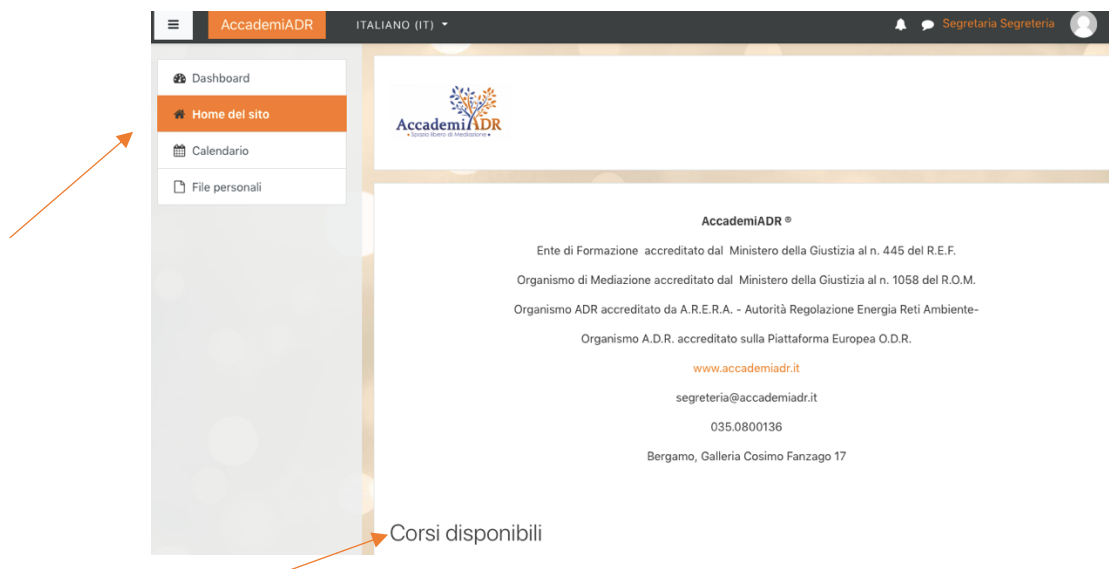 AccademiADR
ITALIANO (IT)
Segretaria Segreteria
Dashboard
Home del sito
Calendario
File personali
AccademiADR
• Spazio libero di Mediazione •
AccademiADR ®
Ente di Formazione accreditato dal Ministero della Giustizia al n. 445 del R.E.F.
Organismo di Mediazione accreditato dal Ministero della Giustizia al n. 1058 del R.O.M.
Organismo ADR accreditato da A.R.E.R.A. - Autorità Regolazione Energia Reti Ambiente-
Organismo A.D.R. accreditato sulla Piattaforma Europea O.D.R.
www.accademiadr.it
segreteria@accademiadr.it
035.0800136
Bergamo, Galleria Cosimo Fanzago 17
Corsi disponibili